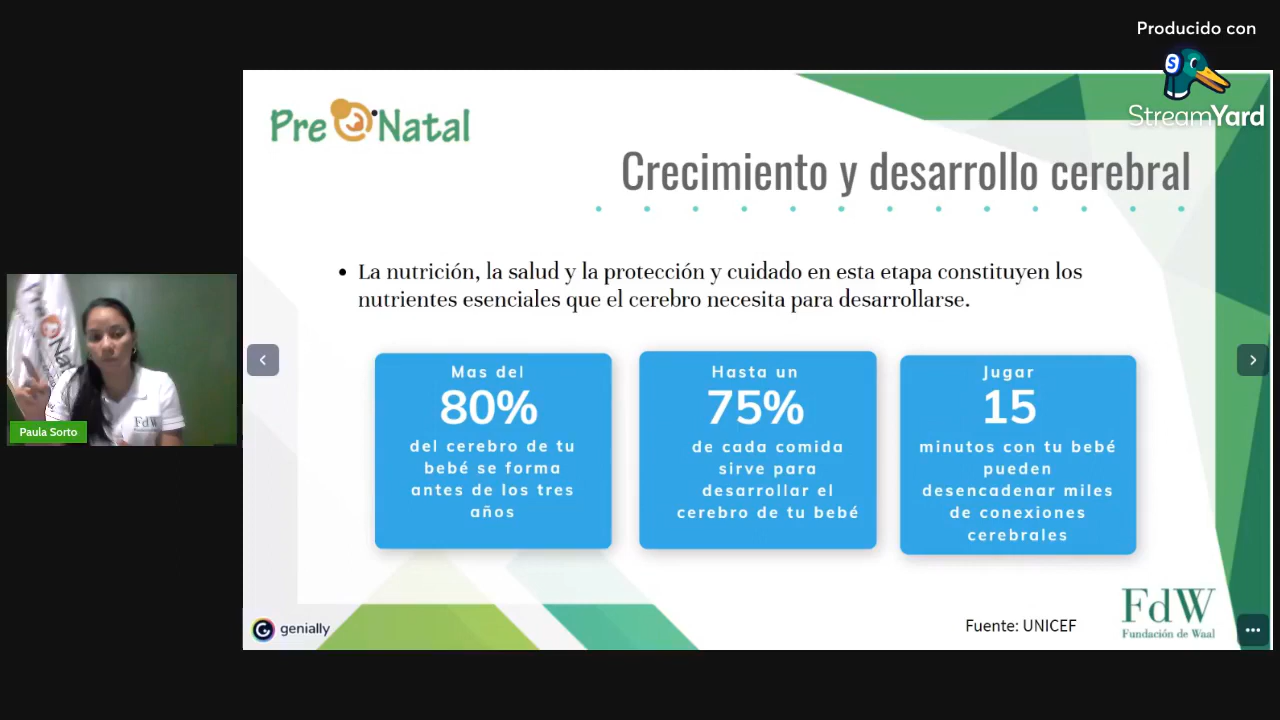 Producido con
StreamYard
Pre Natal
Crecimiento y desarrollo cerebral
• La nutrición, la salud y la protección y cuidado en esta etapa constituyen los
nutrientes esenciales que el cerebro necesita para desarrollarse.
Mas del
80%
del cerebro de tu
bebé se forma
antes de los tres
años
Hasta un
75%
de cada comida
sirve para
desarrollar el
cerebro de tu bebé
Jugar
15
minutos con tu bebé
pueden
desencadenar miles
de conexiones
cerebrales
FdW
Paula Sorto
genially
Fuente: UNICEF
FdW
Fundación de Waal